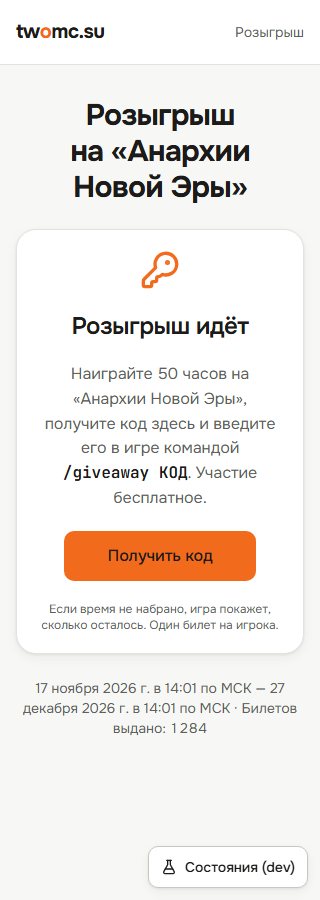 twomc.su
Розыгрыш
Розыгрыш
на «Анархии
Новой Эры»
Розыгрыш идёт
Наиграйте 50 часов на
«Анархии Новой Эры»,
получите код здесь и введите
его в игре командой
/giveaway КОД. Участие
бесплатное.
Получить код
Если время не набрано, игра покажет,
сколько осталось. Один билет на игрока.
17 ноября 2026 г. в 14:01 по МСК — 27
декабря 2026 г. в 14:01 по МСК · Билетов
выдано: 1 284
Состояния (dev)